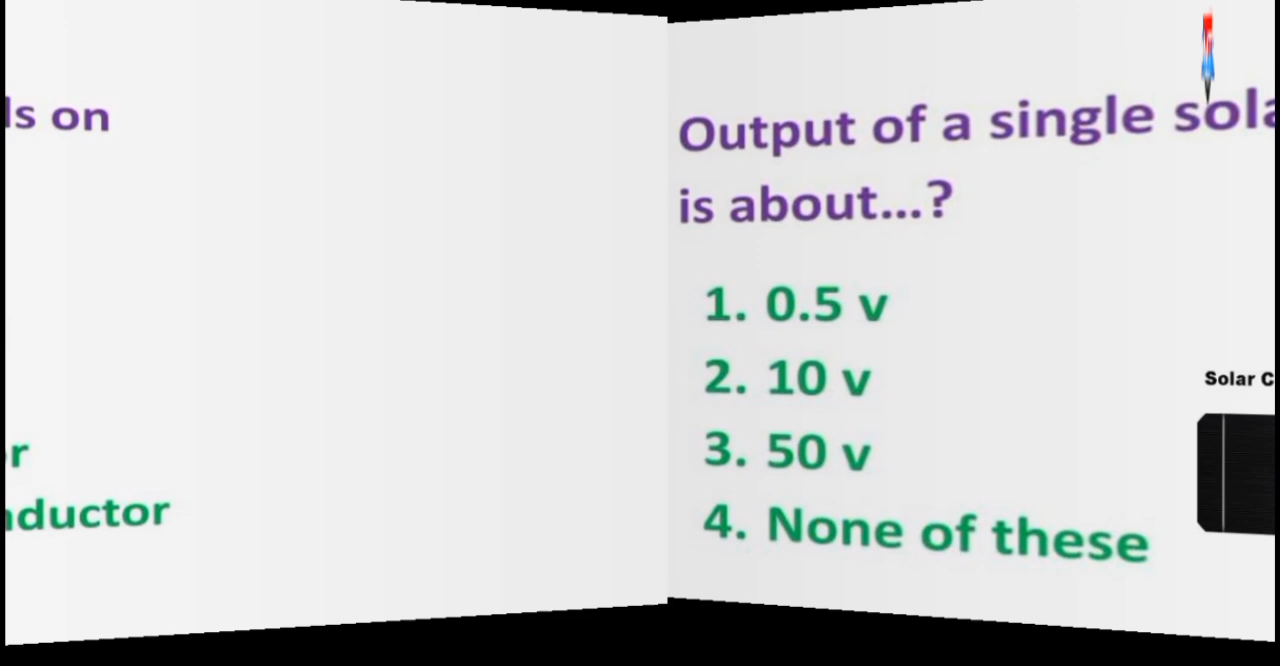 ls on
r
ductor
Output of a single sola
is about...?
1. 0.5 v
2. 10 v
3. 50 v
4. None of these
Solar C